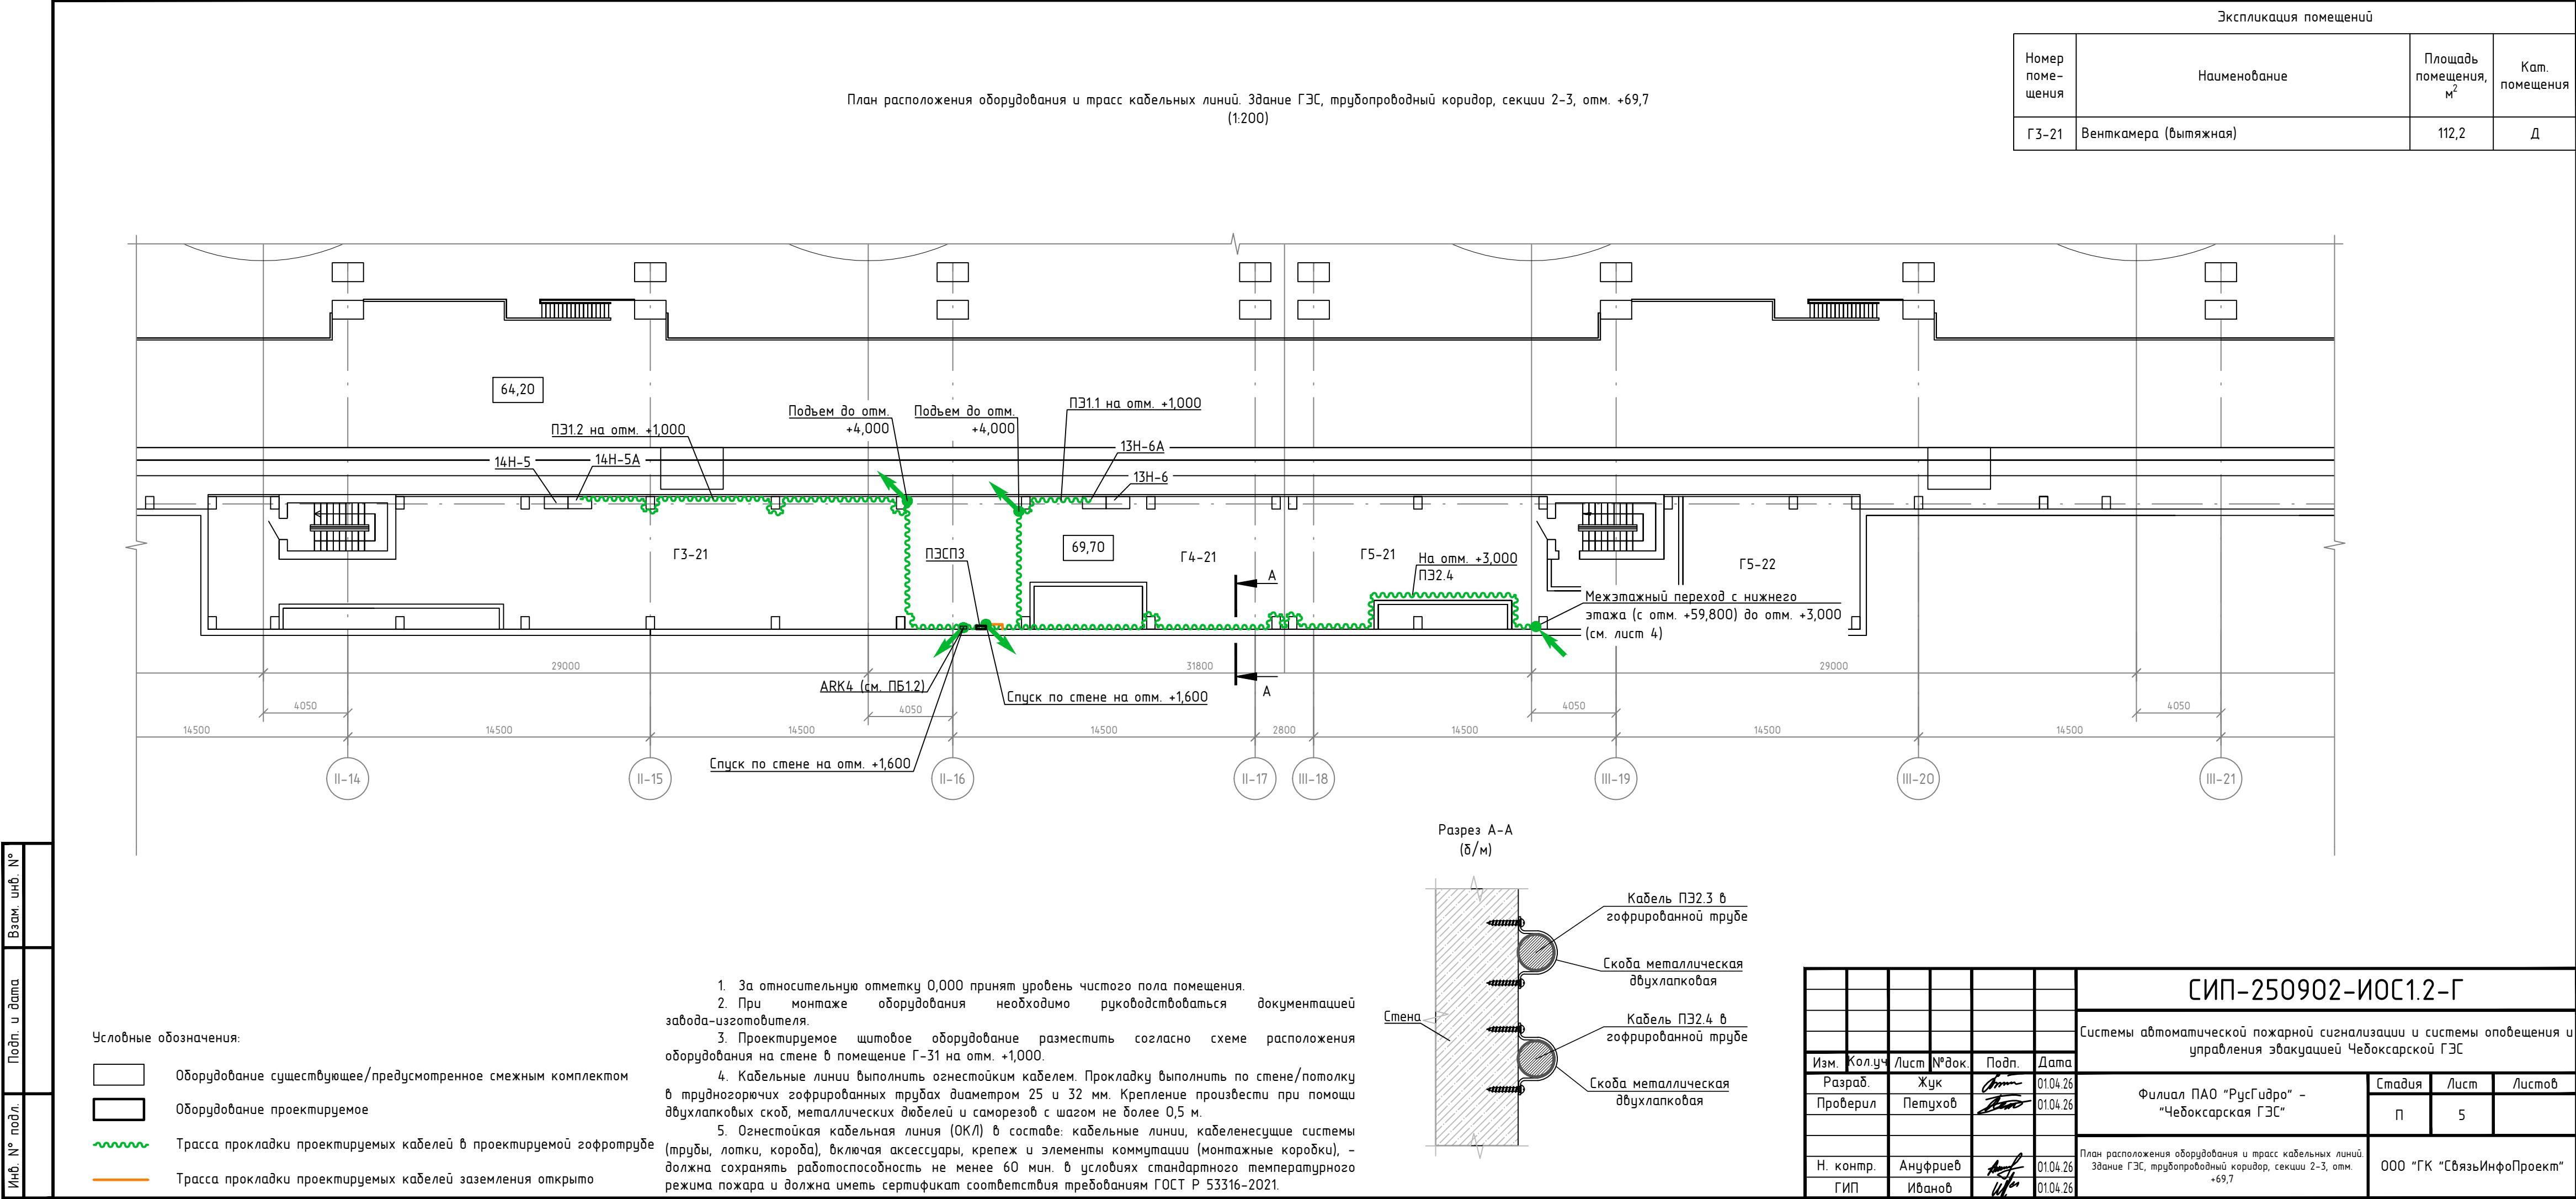 Экспликация помещений
Номер поме- щения
Наименование
Площадь помещения, м2
Кат. помещения
Г3-21
Венткамера (вытяжная)
112,2
Д
План расположения оборудования и трасс кабельных линий. Здание ГЭС, трубопроводный коридор, секции 2-3, отм. +69,7
(1:200)
64,20
ПЭ1.2 на отм. +1,000
14Н-5
14Н-5А
Подъем до отм.
+4,000
Подъем до отм.
+4,000
ПЭ1.1 на отм. +1,000
13Н-6А
13Н-6
Г3-21
ПЭСПЗ
69,70
Г4-21
Г5-21
На отм. +3,000
ПЭ2.4
Г5-22
А
А
Межэтажный переход с нижнего
этажа (с отм. +59,800) до отм. +3,000
(см. лист 4)
ARK4 (см. ПБ1.2)
Спуск по стене на отм. +1,600
Спуск по стене на отм. +1,600
29000
31800
29000
4050
4050
4050
4050
14500
14500
14500
14500
2800
14500
14500
14500
II-14
II-15
II-16
II-17
III-18
III-19
III-20
III-21
Разрез А-А
(б/м)
Кабель ПЭ2.3 в
гофрированной трубе
Скоба металлическая
двухлапковая
Стена
Кабель ПЭ2.4 в
гофрированной трубе
Скоба металлическая
двухлапковая
Условные обозначения:
Оборудование существующее/предусмотренное смежным комплектом
Оборудование проектируемое
Трасса прокладки проектируемых кабелей в проектируемой гофротрубе
Трасса прокладки проектируемых кабелей заземления открыто
1. За относительную отметку 0,000 принят уровень чистого пола помещения.
2. При монтаже оборудования необходимо руководствоваться документацией
завода-изготовителя.
3. Проектируемое щитовое оборудование разместить согласно схеме расположения
оборудования на стене в помещение Г-31 на отм. +1,000.
4. Кабельные линии выполнить огнестойким кабелем. Прокладку выполнить по стене/потолку
в трудногорючих гофрированных трубах диаметром 25 и 32 мм. Крепление произвести при помощи
двухлапковых скоб, металлических дюбелей и саморезов с шагом не более 0,5 м.
5. Огнестойкая кабельная линия (ОКЛ) в составе: кабельные линии, кабеленесущие системы
(трубы, лотки, короба), включая аксессуары, крепеж и элементы коммутации (монтажные коробки), -
должна сохранять работоспособность не менее 60 мин. в условиях стандартного температурного
режима пожара и должна иметь сертификат соответствия требованиям ГОСТ Р 53316-2021.
Взам. инв. N°
Подп. и дата
Инв. N° подл.
СИП-250902-ИОС1.2-Г
Системы автоматической пожарной сигнализации и системы оповещения и
управления эвакуацией Чебоксарской ГЭС
Изм. Кол.уч Лист N°док. Подп. Дата
Разраб. Жук 01.04.26
Проверил Петухов 01.04.26
Н. контр. Ануфриев 01.04.26
ГИП Иванов 01.04.26
Филиал ПАО "РусГидро" -
"Чебоксарская ГЭС"
Стадия Лист Листов
П 5
План расположения оборудования и трасс кабельных линий.
Здание ГЭС, трубопроводный коридор, секции 2-3, отм.
+69,7
ООО "ГК "СвязьИнфоПроект"